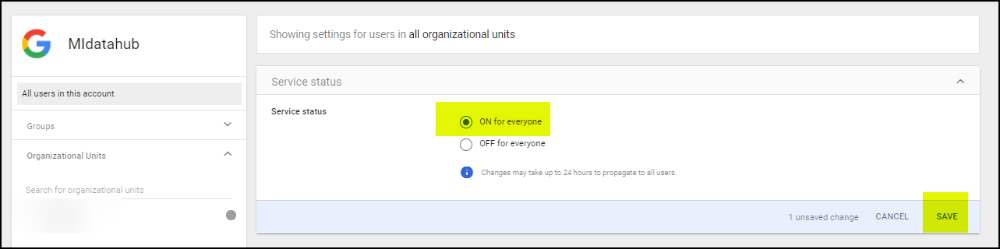 MIdatahub
All users in this account
Groups
Organizational Units
Search for organizational units
Showing settings for users in all organizational units
Service status
Service status
ON for everyone
OFF for everyone
Changes may take up to 24 hours to propagate to all users.
1 unsaved change CANCEL SAVE